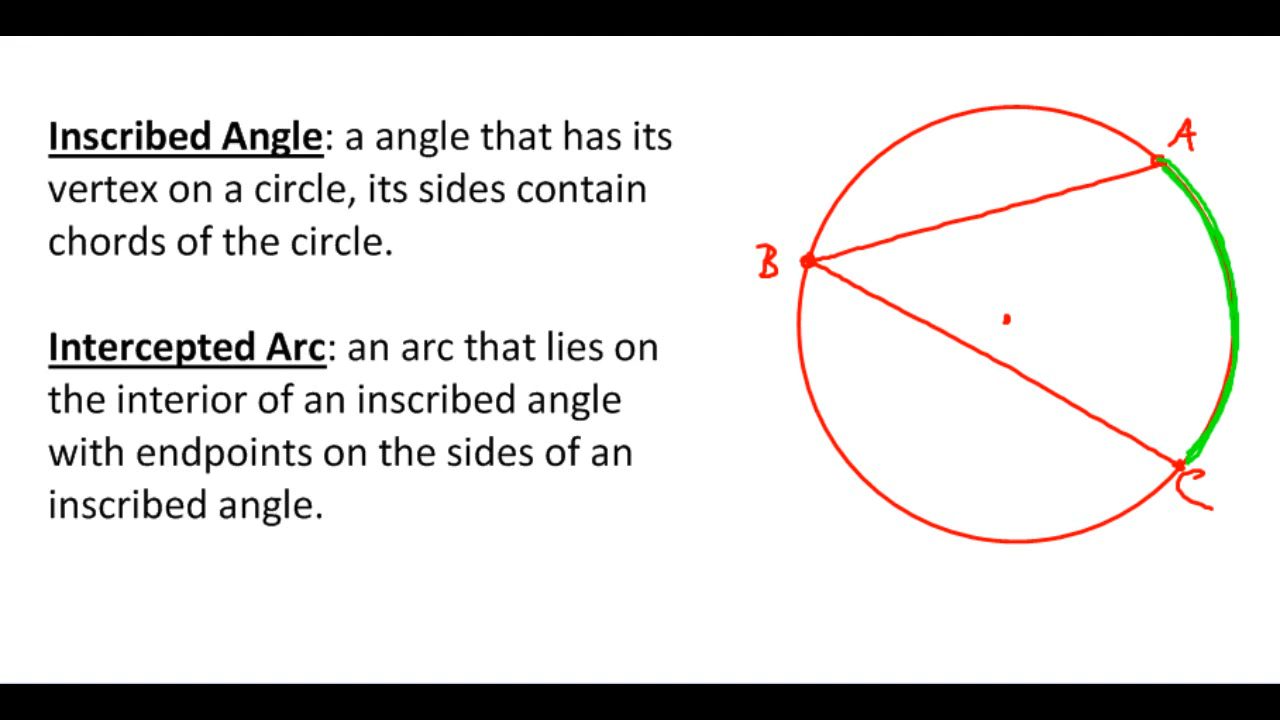 Inscribed Angle: a angle that has its
vertex on a circle, its sides contain
chords of the circle.
Intercepted Arc: an arc that lies on
the interior of an inscribed angle
with endpoints on the sides of an
inscribed angle.
A
B
C